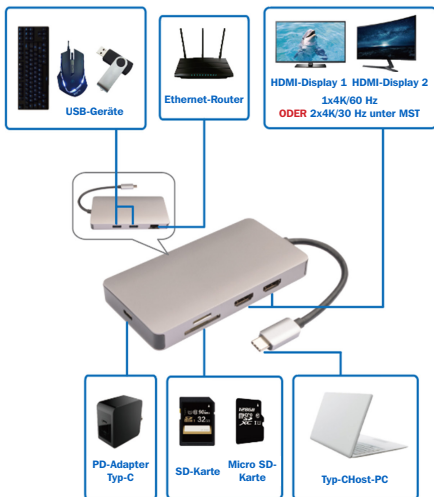 USB-Geräte
Ethernet-Router
HDMI-Display 1 HDMI-Display 2
1x4K/60 Hz
ODER 2x4K/30 Hz unter MST
PD-Adapter
Typ-C
SD-Karte
Micro SD-
Karte
Typ-CHost-PC